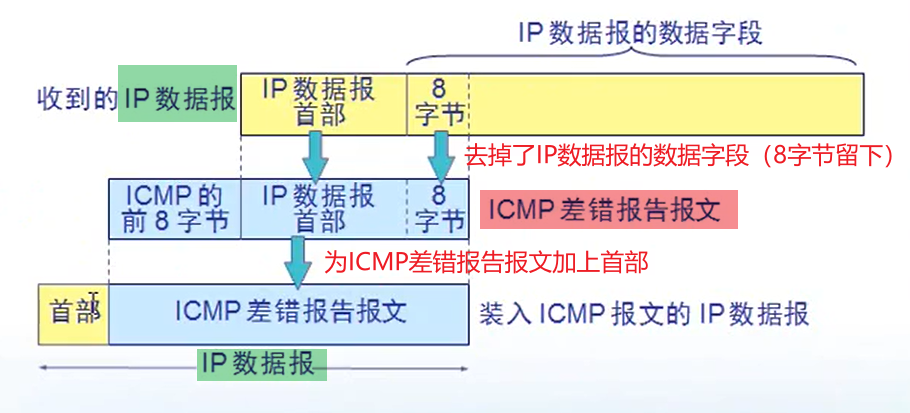 IP 数据报的数据字段
收到的 IP 数据报
IP 数据报
首部
8
字节
去掉了IP数据报的数据字段（8字节留下）
ICMP 的
前 8 字节
IP 数据报
首部
8
字节
ICMP 差错报告报文
为ICMP差错报告报文加上首部
首部
ICMP 差错报告报文
装入 ICMP 报文的 IP 数据报
IP 数据报